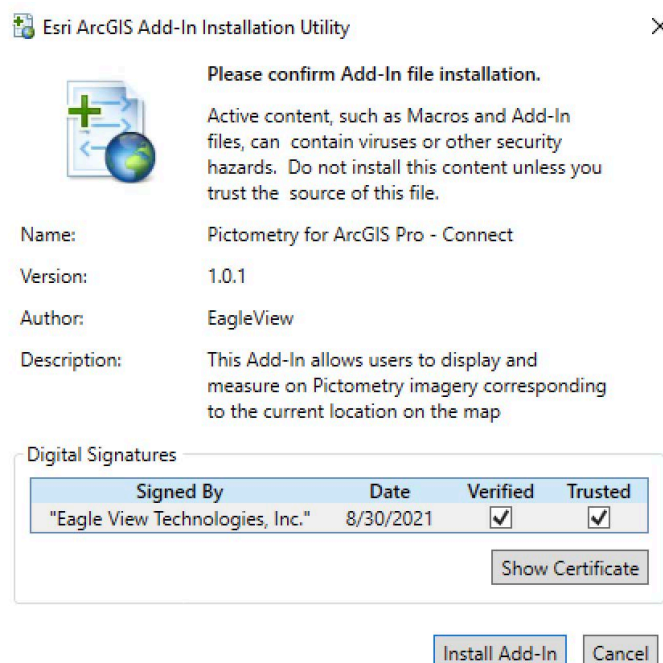 Esri ArcGIS Add-In Installation Utility
Please confirm Add-In file installation.
Active content, such as Macros and Add-In
files, can contain viruses or other security
hazards. Do not install this content unless you
trust the source of this file.
Name: Pictometry for ArcGIS Pro - Connect
Version: 1.0.1
Author: EagleView
Description: This Add-In allows users to display and
measure on Pictometry imagery corresponding
to the current location on the map
Digital Signatures
Signed By Date Verified Trusted
"Eagle View Technologies, Inc." 8/30/2021
Show Certificate
Install Add-In Cancel